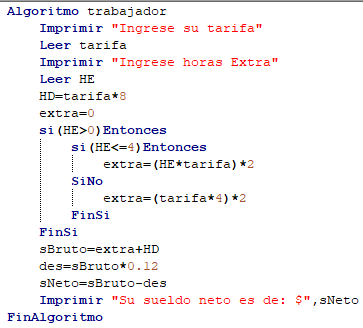 Algoritmo trabajador
Imprimir "Ingrese su tarifa"
Leer tarifa
Imprimir "Ingrese horas Extra"
Leer HE
HD=tarifa*8
extra=0
si(HE>0)Entonces
si(HE<=4)Entonces
extra=(HE*tarifa)*2
SiNo
extra=(tarifa*4)*2
FinSi
FinSi
sBruto=extra+HD
des=sBruto*0.12
sNeto=sBruto-des
Imprimir "Su sueldo neto es de: $",sNeto
FinAlgoritmo